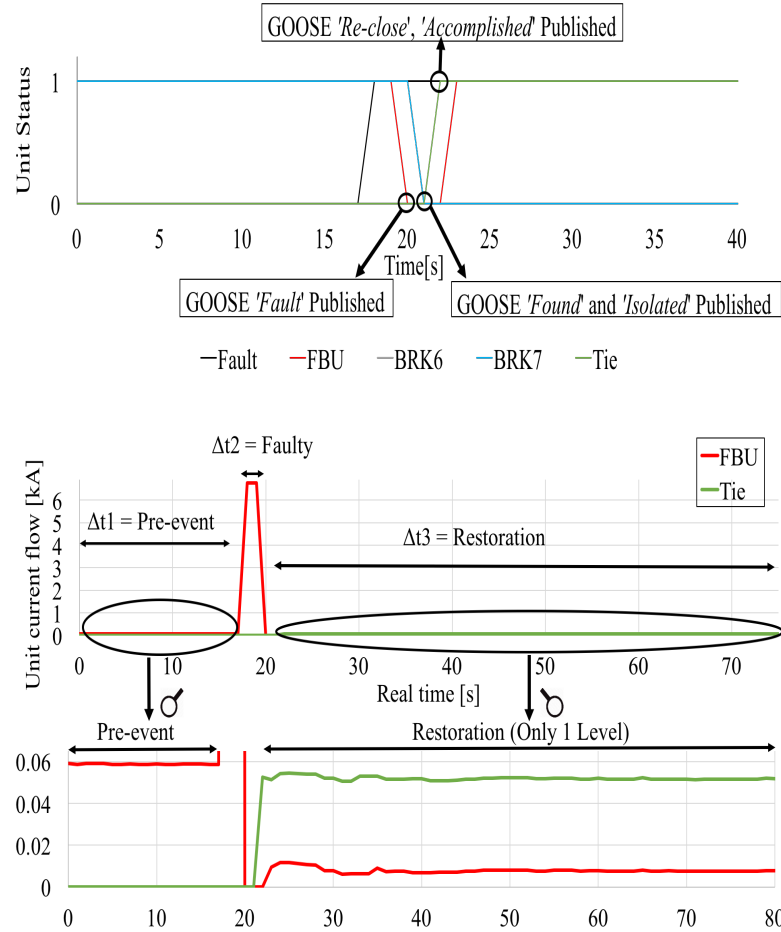 GOOSE 'Re-close', 'Accomplished' Published
Unit Status
1
0
0 5 10 15 20 25 30 35 40
Time[s]
GOOSE 'Fault' Published
GOOSE 'Found' and 'Isolated' Published
Fault FBU BRK6 BRK7 Tie
Δt2 = Faulty
FBU
Tie
Unit current flow [kA]
Δt1 = Pre-event
Δt3 = Restoration
6
5
4
3
2
1
0
0 10 20 30 40 50 60 70
Real time [s]
Pre-event
Restoration (Only 1 Level)
0.06
0.04
0.02
0
0 10 20 30 40 50 60 70 80